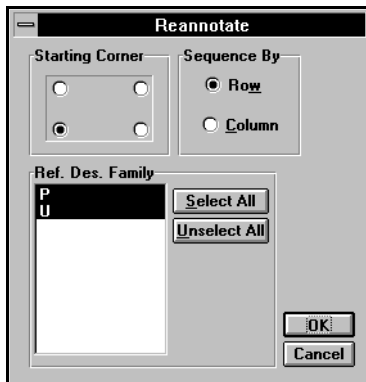 Reannotate
Starting Corner
Sequence By
Row
Column
Ref. Des. Family
P
U
Select All
Unselect All
OK
Cancel